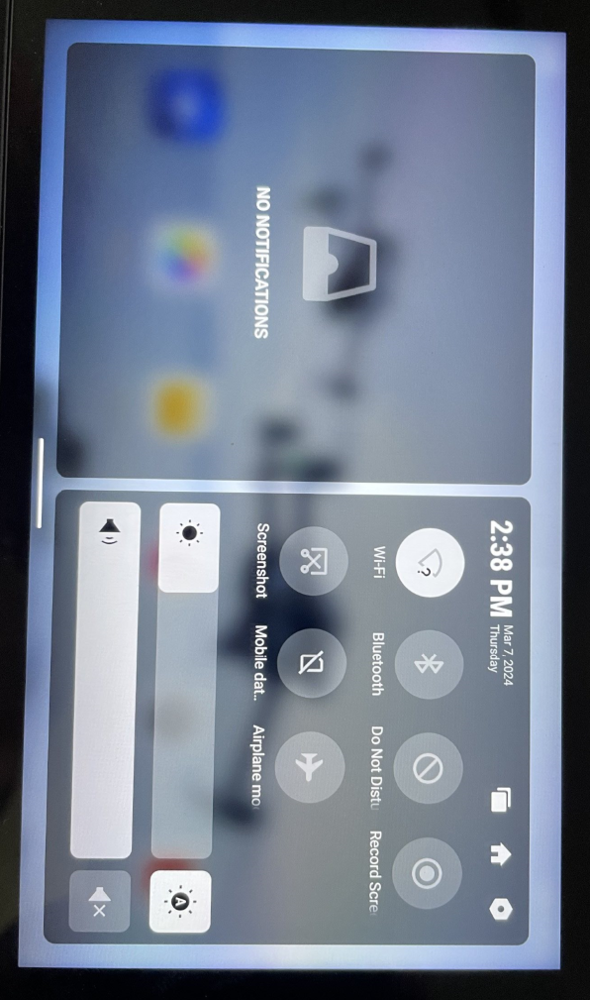 NO NOTIFICATIONS
2:38 PM
Mar 7, 2024
Thursday
Wi-Fi
Bluetooth
Do Not Distu
Record Scre
Screenshot
Mobile dat...
Airplane mo
A